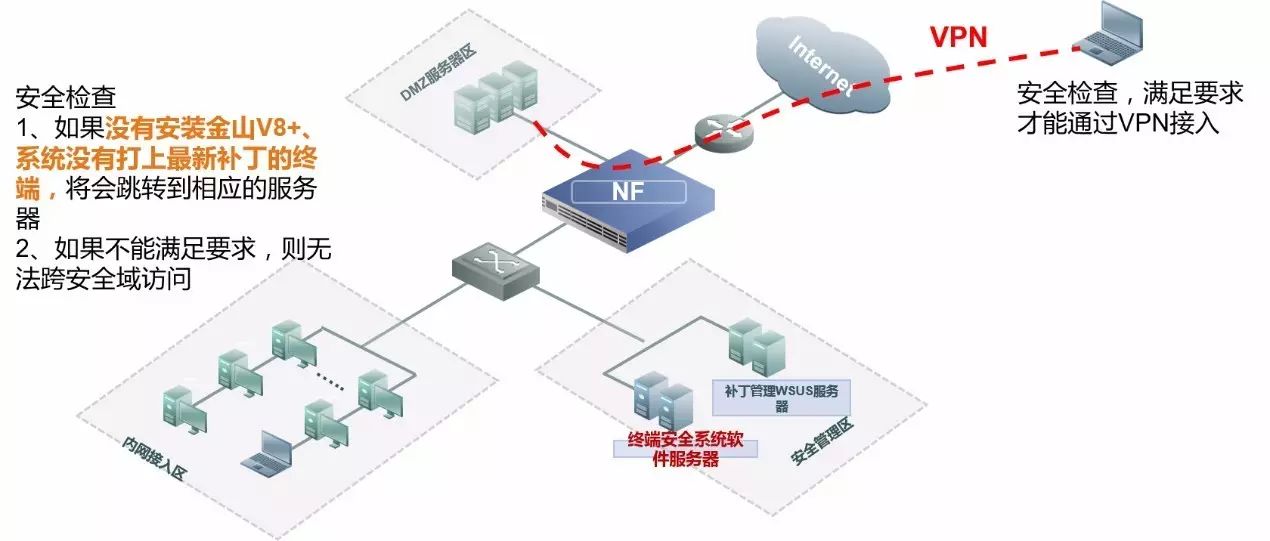 安全检查
1、如果没有安装金山V8+、
系统没有打上最新补丁的终
端，将会跳转到相应的服务
器
2、如果不能满足要求，则无
法跨安全域访问
DMZ服务器区
Internet
VPN
安全检查，满足要求
才能通过VPN接入
NF
内网接入区
补丁管理WSUS服务
器
终端安全系统软
件服务器
安全管理区